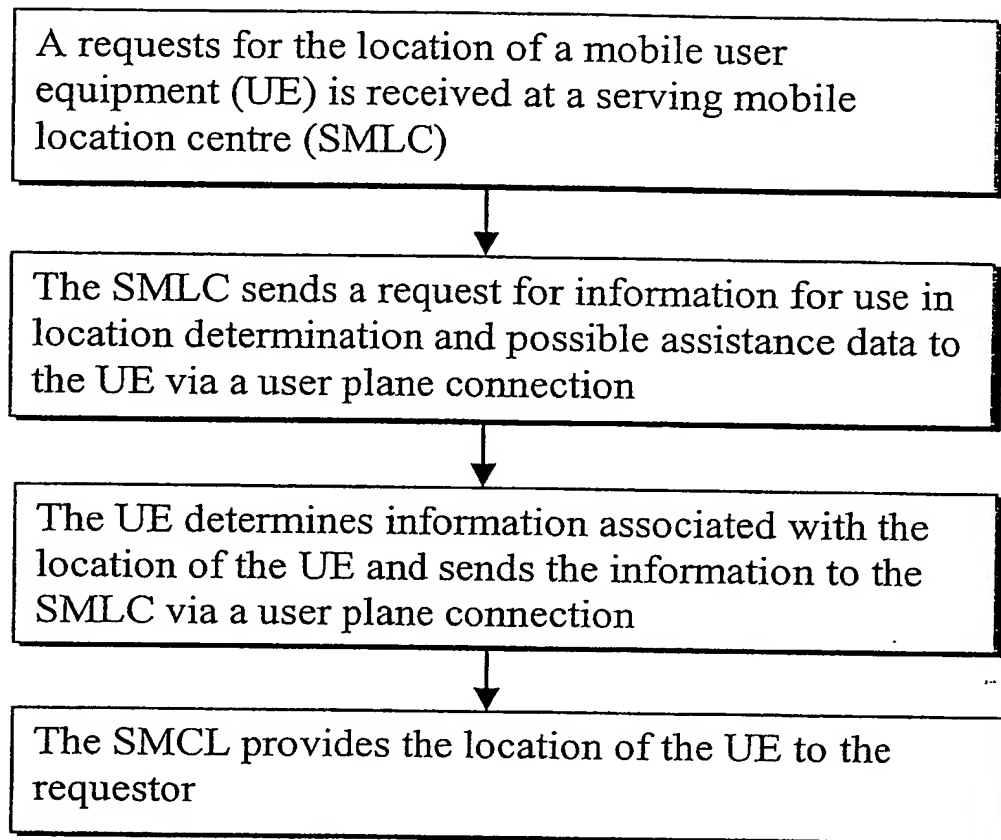 A requests for the location of a mobile user
equipment (UE) is received at a serving mobile
location centre (SMLC)
The SMLC sends a request for information for use in
location determination and possible assistance data to
the UE via a user plane connection
The UE determines information associated with the
location of the UE and sends the information to the
SMLC via a user plane connection
The SMCL provides the location of the UE to the
requestor